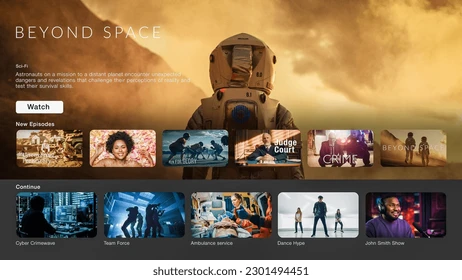 BEYOND SPACE
Sci-Fi
Astronauts on a mission to a distant planet encounter unexpected
dangers and revelations that challenge their perceptions of reality and
test their survival skills.
Watch
New Episodes
Judge
Court
CRIME
BEYOND SPACE
Continue
Cyber Crimewave
Team Force
Ambulance service
Dance Hype
John Smith Show
shutterstock.com · 2301494451